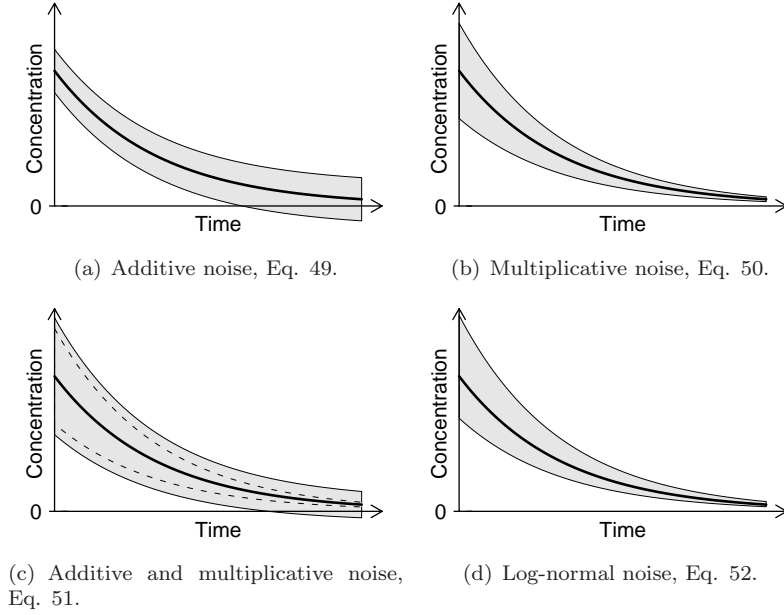 Concentration
0
Time
(a) Additive noise, Eq. 49.
Concentration
0
Time
(b) Multiplicative noise, Eq. 50.
Concentration
0
Time
(c) Additive and multiplicative noise,
Eq. 51.
Concentration
0
Time
(d) Log-normal noise, Eq. 52.